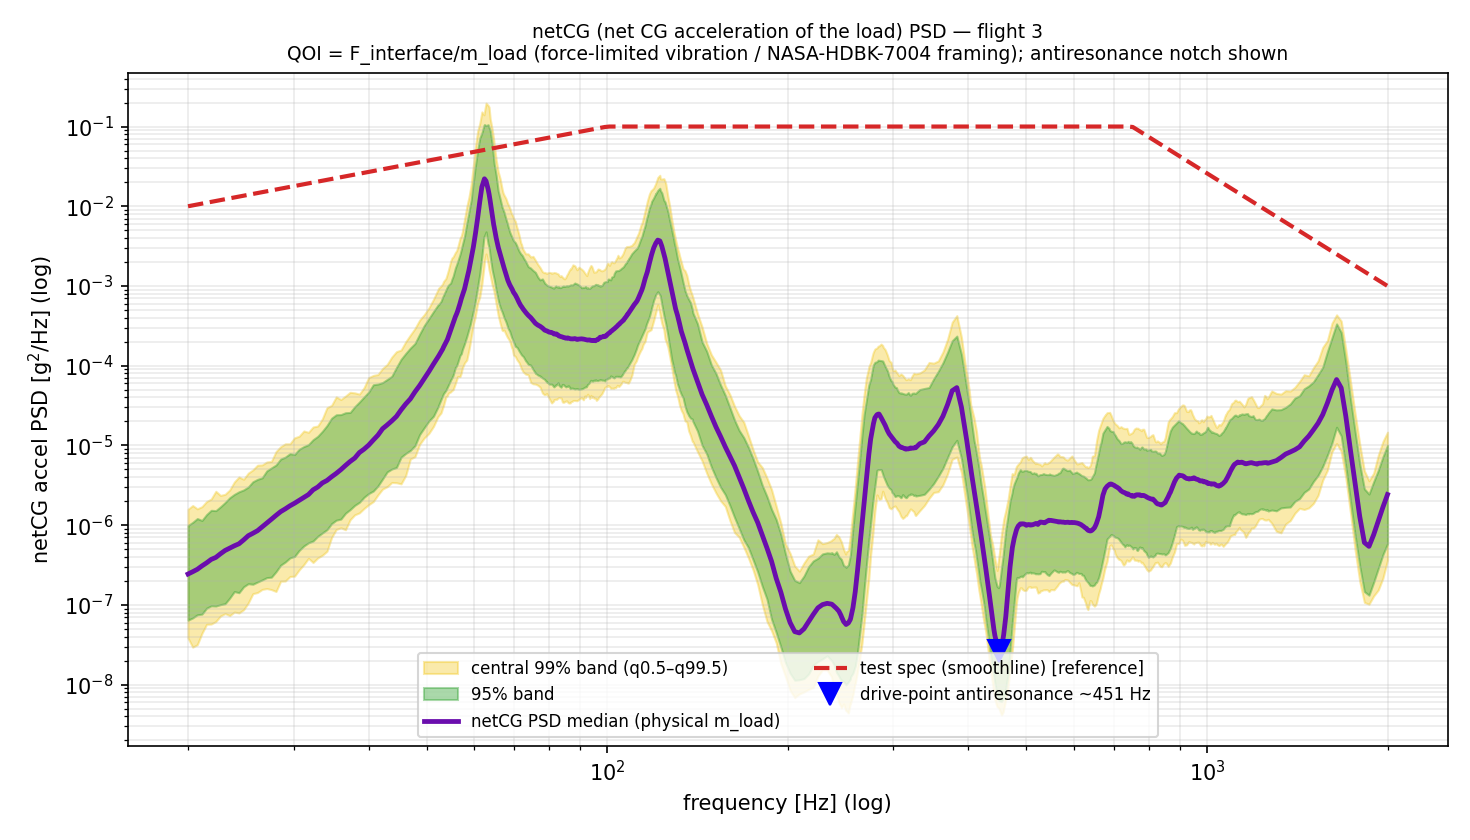 netCG (net CG acceleration of the load) PSD — flight 3
QOI = F_interface/m_load (force-limited vibration / NASA-HDBK-7004 framing); antiresonance notch shown
netCG accel PSD [g²/Hz] (log)
10⁻¹
10⁻²
10⁻³
10⁻⁴
10⁻⁵
10⁻⁶
10⁻⁷
10⁻⁸
central 99% band (q0.5–q99.5)
95% band
netCG PSD median (physical m_load)
test spec (smoothline) [reference]
drive-point antiresonance ~451 Hz
10²
10³
frequency [Hz] (log)